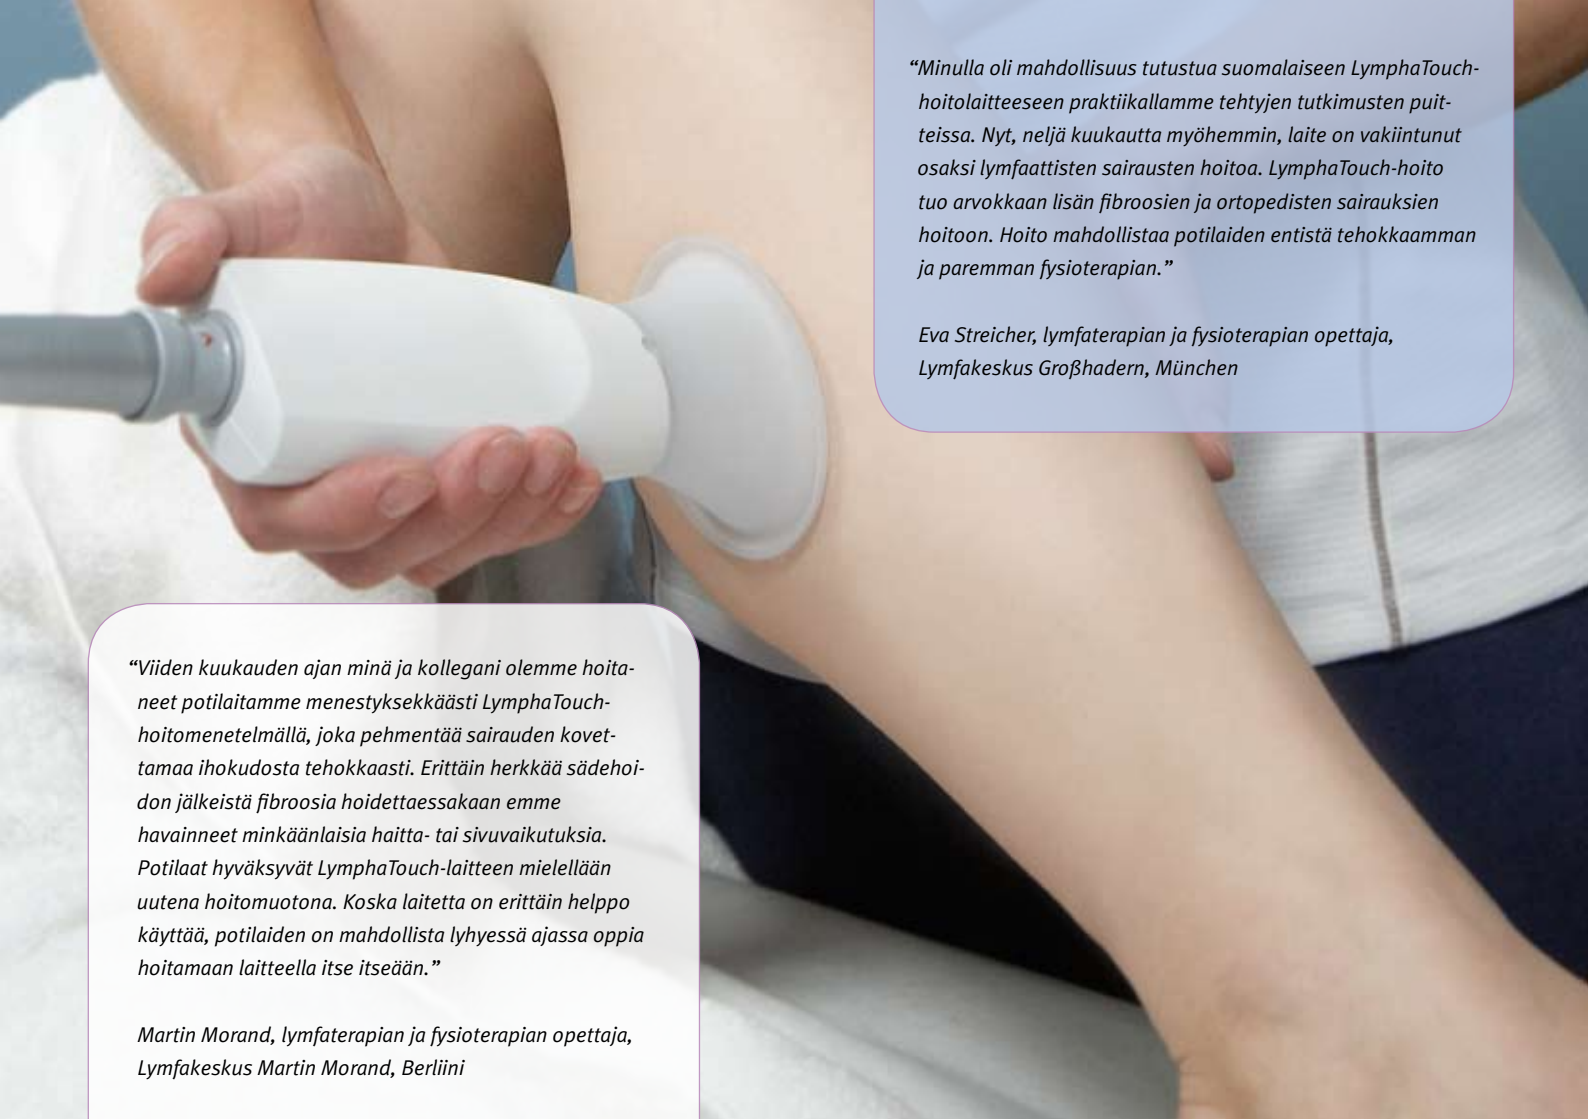 “Minulla oli mahdollisuus tutustua suomalaiseen LymphaTouch-
hoitolaitteeseen praktiikallamme tehtyjen tutkimusten puit-
teissa. Nyt, neljä kuukautta myöhemmin, laite on vakiintunut
osaksi lymfaattisten sairausten hoitoa. LymphaTouch-hoito
tuo arvokkaan lisän fibroosien ja ortopedisten sairauksien
hoitoon. Hoito mahdollistaa potilaiden entistä tehokkaamman
ja paremman fysioterapian.”
Eva Streicher, lymfaterapian ja fysioterapian opettaja,
Lymfakeskus Großhadern, München
“Viiden kuukauden ajan minä ja kollegani olemme hoita-
neet potilaitamme menestyksekkäästi LymphaTouch-
hoitomenetelmällä, joka pehmentää sairauden kovet-
tamaa ihokudosta tehokkaasti. Erittäin herkkää sädehoi-
don jälkeistä fibroosia hoidettaessakaan emme
havainneet minkäänlaisia haitta- tai sivuvaikutuksia.
Potilaat hyväksyvät LymphaTouch-laitteen mielellään
uutena hoitomuotona. Koska laitetta on erittäin helppo
käyttää, potilaiden on mahdollista lyhyessä ajassa oppia
hoitamaan laitteella itse itseään.”
Martin Morand, lymfaterapian ja fysioterapian opettaja,
Lymfakeskus Martin Morand, Berliini